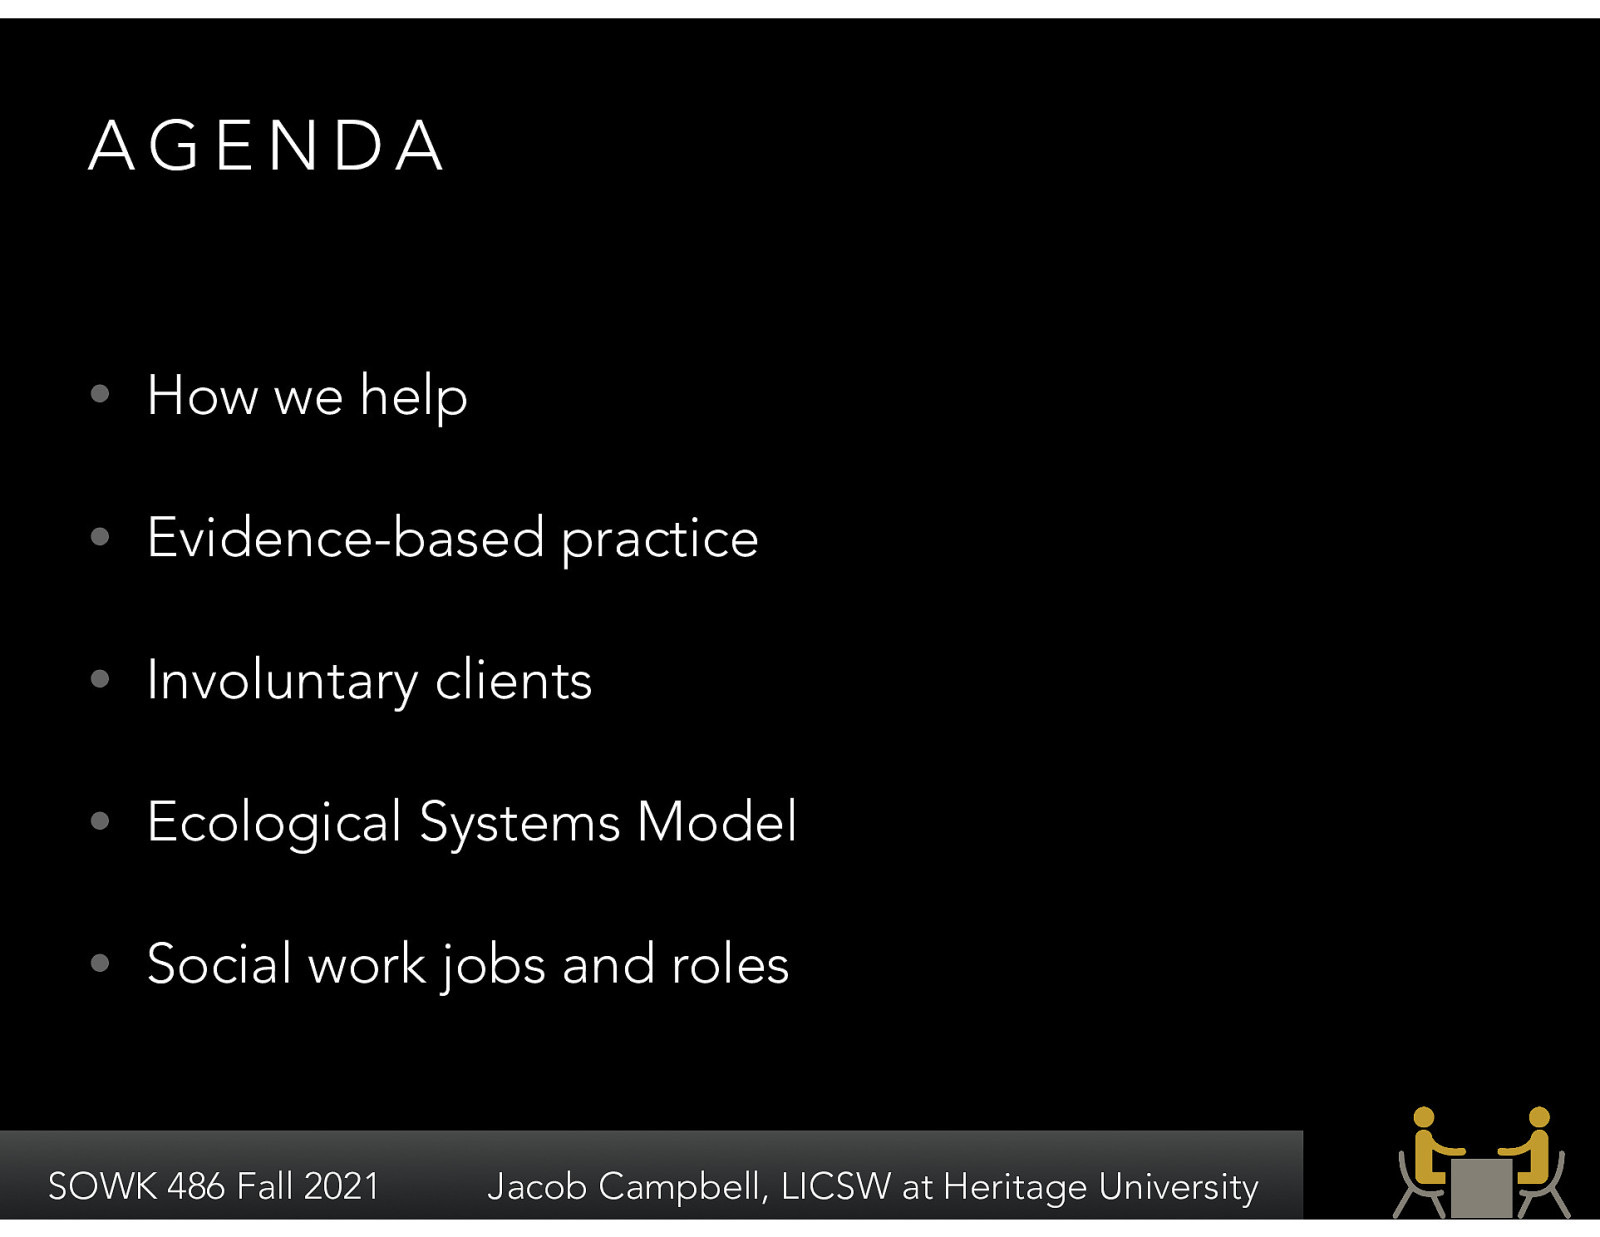 AGENDA
• How we help
• Evidence-based practice
• Involuntary clients
• Ecological Systems Model
• Social work jobs and roles
SOWK 486 Fall 2021 Jacob Campbell, LICSW at Heritage University